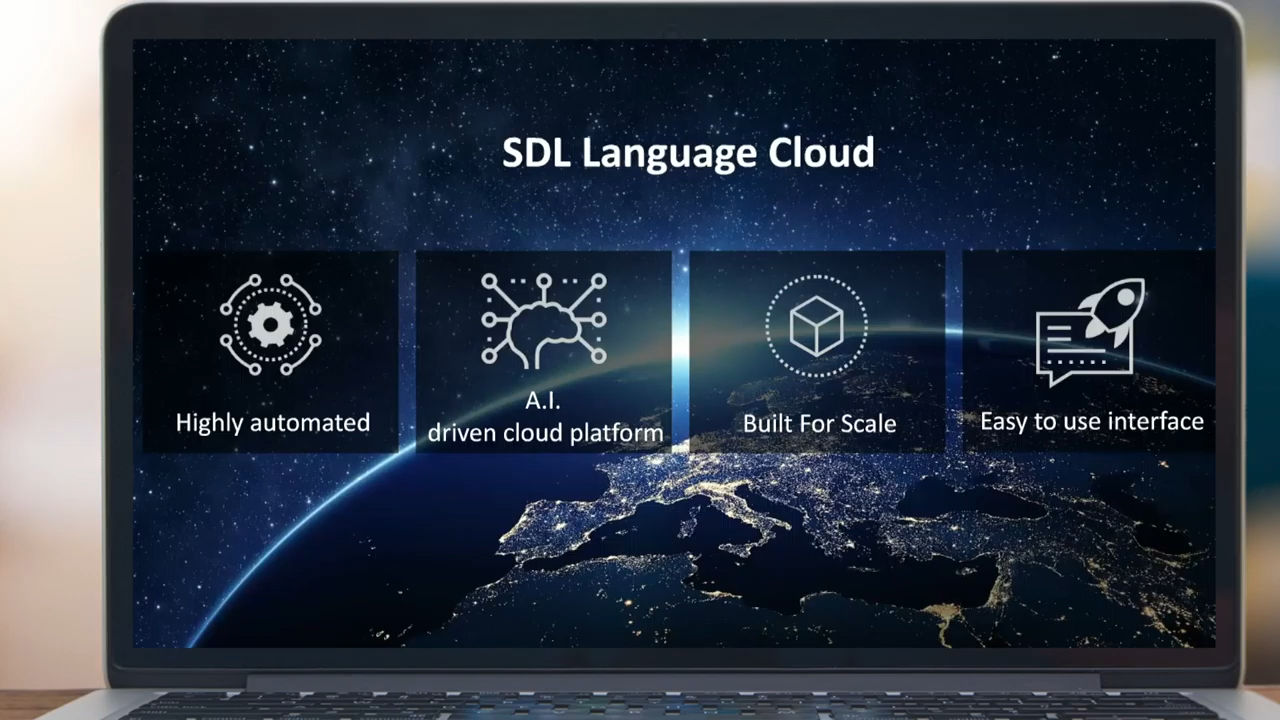 SDL Language Cloud
Highly automated
A.I.
driven cloud platform
Built For Scale
Easy to use interface